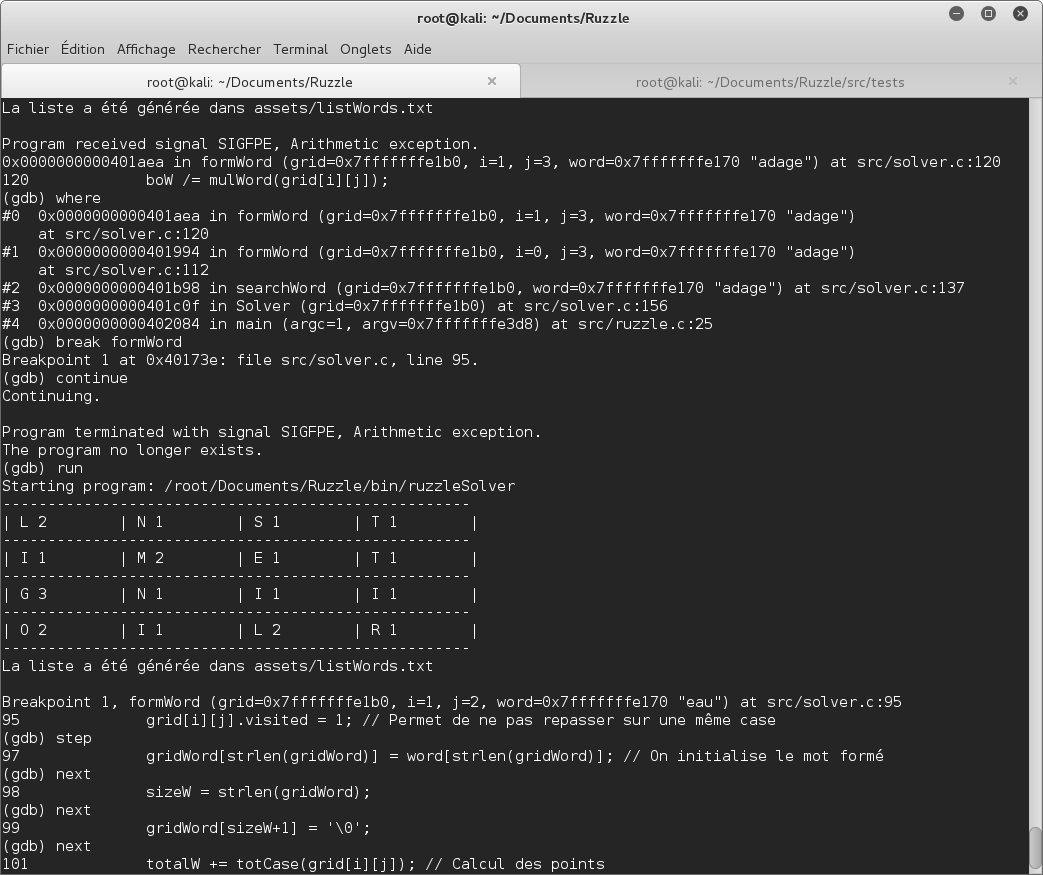 root@kali: ~/Documents/Ruzzle
Fichier Édition Affichage Rechercher Terminal Onglets Aide
root@kali: ~/Documents/Ruzzle × root@kali: ~/Documents/Ruzzle/src/tests ×
La liste a été générée dans assets/listWords.txt
Program received signal SIGFPE, Arithmetic exception.
0x0000000000401aea in formWord (grid=0x7fffffffe1b0, i=1, j=3, word=0x7fffffffe170 "adage") at src/solver.c:120
120             boW /= mulWord(grid[i][j]);
(gdb) where
#0  0x0000000000401aea in formWord (grid=0x7fffffffe1b0, i=1, j=3, word=0x7fffffffe170 "adage")
    at src/solver.c:120
#1  0x0000000000401994 in formWord (grid=0x7fffffffe1b0, i=0, j=3, word=0x7fffffffe170 "adage")
    at src/solver.c:112
#2  0x0000000000401b98 in searchWord (grid=0x7fffffffe1b0, word=0x7fffffffe170 "adage") at src/solver.c:137
#3  0x0000000000401c0f in Solver (grid=0x7fffffffe1b0) at src/solver.c:156
#4  0x0000000000402084 in main (argc=1, argv=0x7fffffffe3d8) at src/ruzzle.c:25
(gdb) break formWord
Breakpoint 1 at 0x40173e: file src/solver.c, line 95.
(gdb) continue
Continuing.
Program terminated with signal SIGFPE, Arithmetic exception.
The program no longer exists.
(gdb) run
Starting program: /root/Documents/Ruzzle/bin/ruzzleSolver
----------------------------------------------------
| L 2        | N 1        | S 1        | T 1        |
----------------------------------------------------
| I 1        | M 2        | E 1        | T 1        |
----------------------------------------------------
| G 3        | N 1        | I 1        | I 1        |
----------------------------------------------------
| O 2        | I 1        | L 2        | R 1        |
----------------------------------------------------
La liste a été générée dans assets/listWords.txt
Breakpoint 1, formWord (grid=0x7fffffffe1b0, i=1, j=2, word=0x7fffffffe170 "eau") at src/solver.c:95
95              grid[i][j].visited = 1; // Permet de ne pas repasser sur une même case
(gdb) step
97              gridWord[strlen(gridWord)] = word[strlen(gridWord)]; // On initialise le mot formé
(gdb) next
98              sizeW = strlen(gridWord);
(gdb) next
99              gridWord[sizeW+1] = '\0';
(gdb) next
101             totalW += totCase(grid[i][j]); // Calcul des points